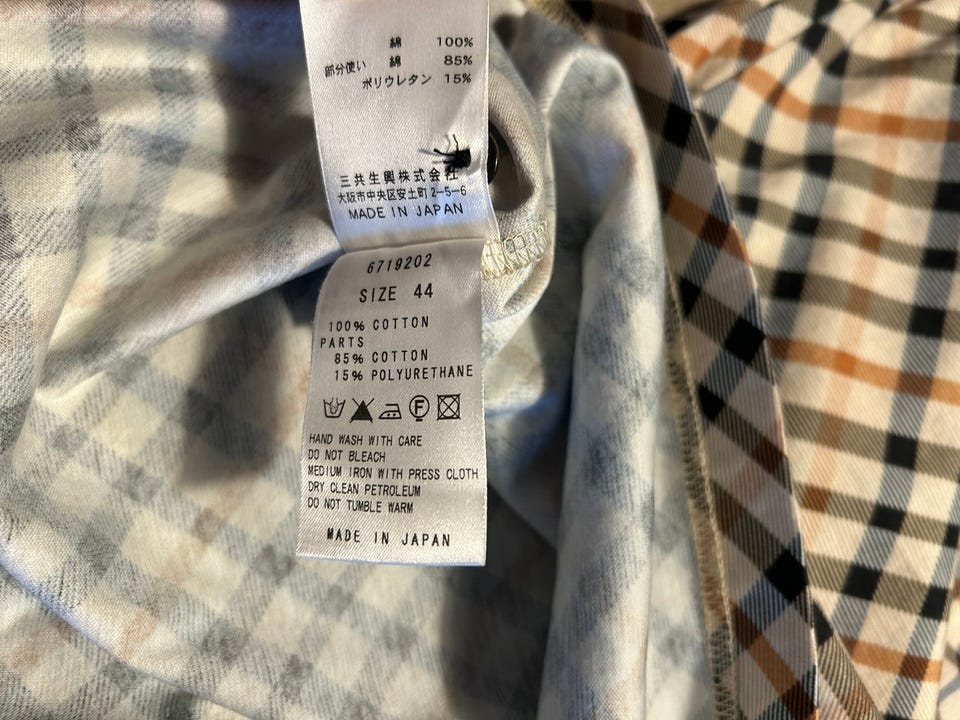 綿 100%
部分使い 綿 85%
ポリウレタン 15%
三共生興株式会社
大阪市中央区安土町2-5-6
MADE IN JAPAN
6719202
SIZE 44
100% COTTON
PARTS
85% COTTON
15% POLYURETHANE
F
HAND WASH WITH CARE
DO NOT BLEACH
MEDIUM IRON WITH PRESS CLOTH
DRY CLEAN PETROLEUM
DO NOT TUMBLE WARM
MADE IN JAPAN